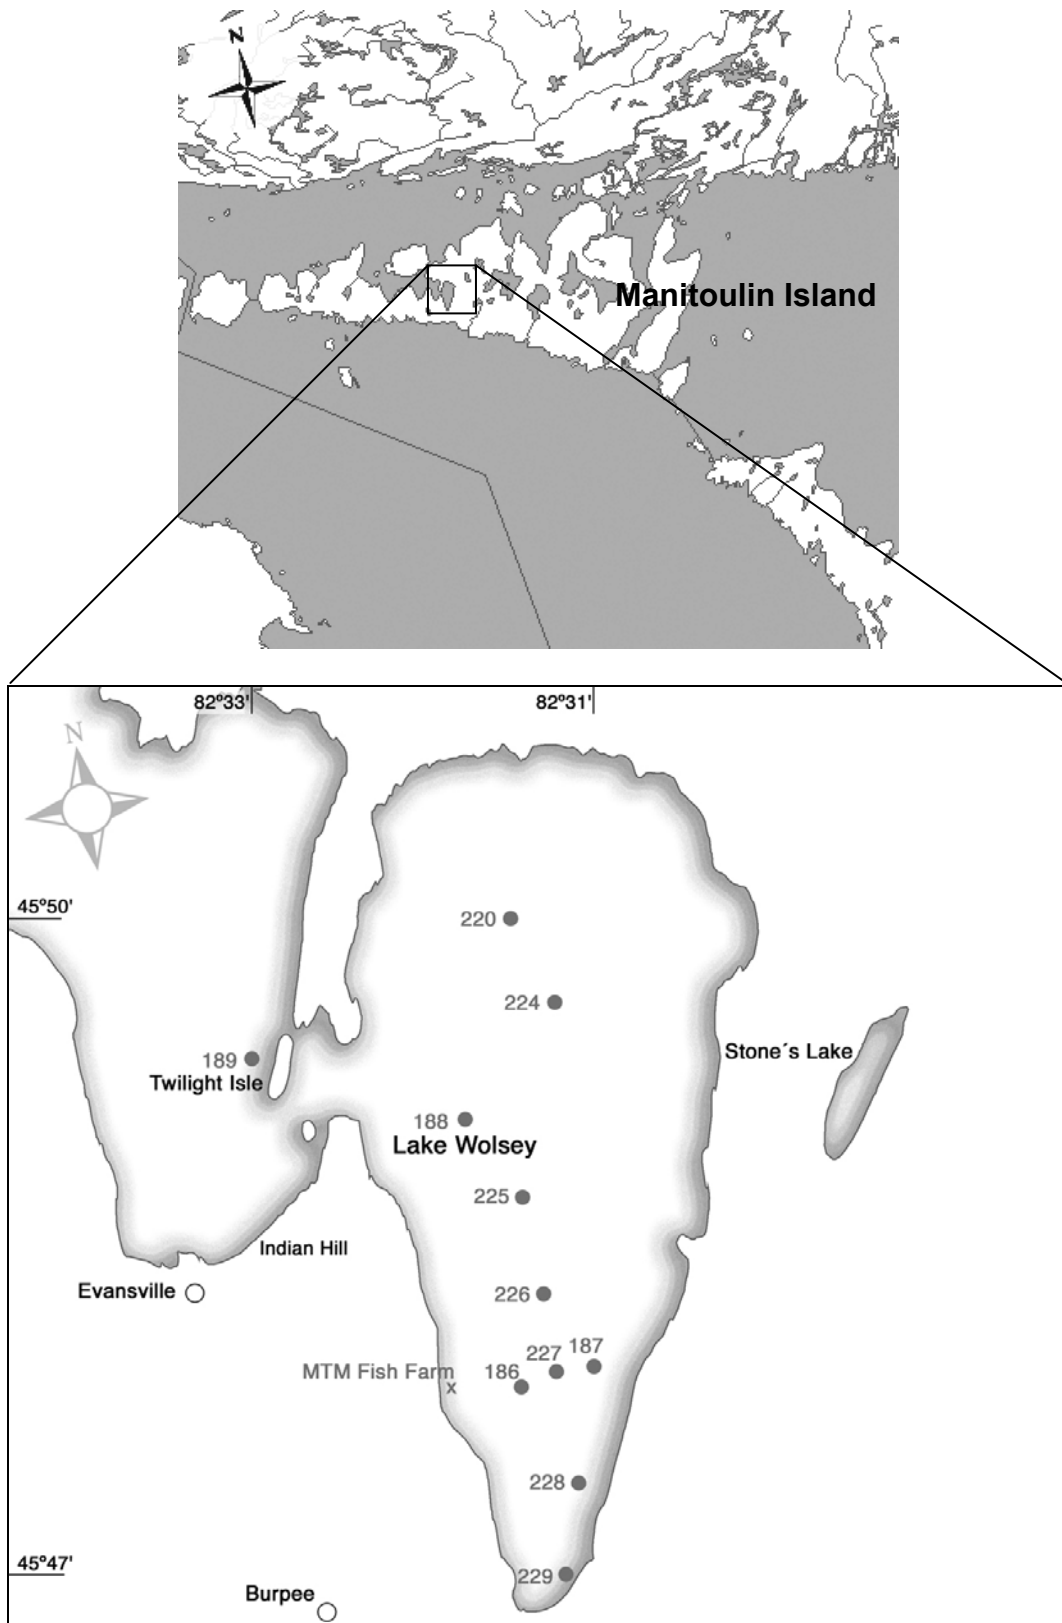 N
Manitoulin Island
82º33'
82º31'
N
45º50'
220
224
Stone´s Lake
189
Twilight Isle
188
Lake Wolsey
225
Indian Hill
Evansville
226
187
227
MTM Fish Farm
186
x
228
45º47'
229
Burpee